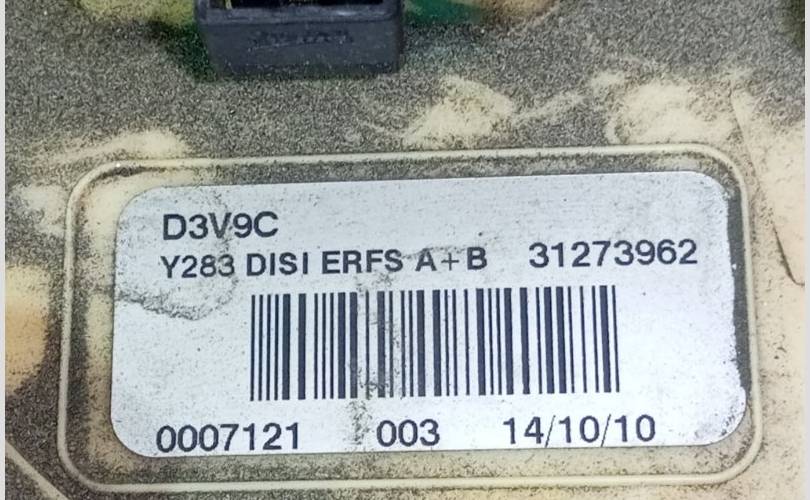 D3V9C
Y283 DISI ERFS A+B 31273962
0007121 003 14/10/10